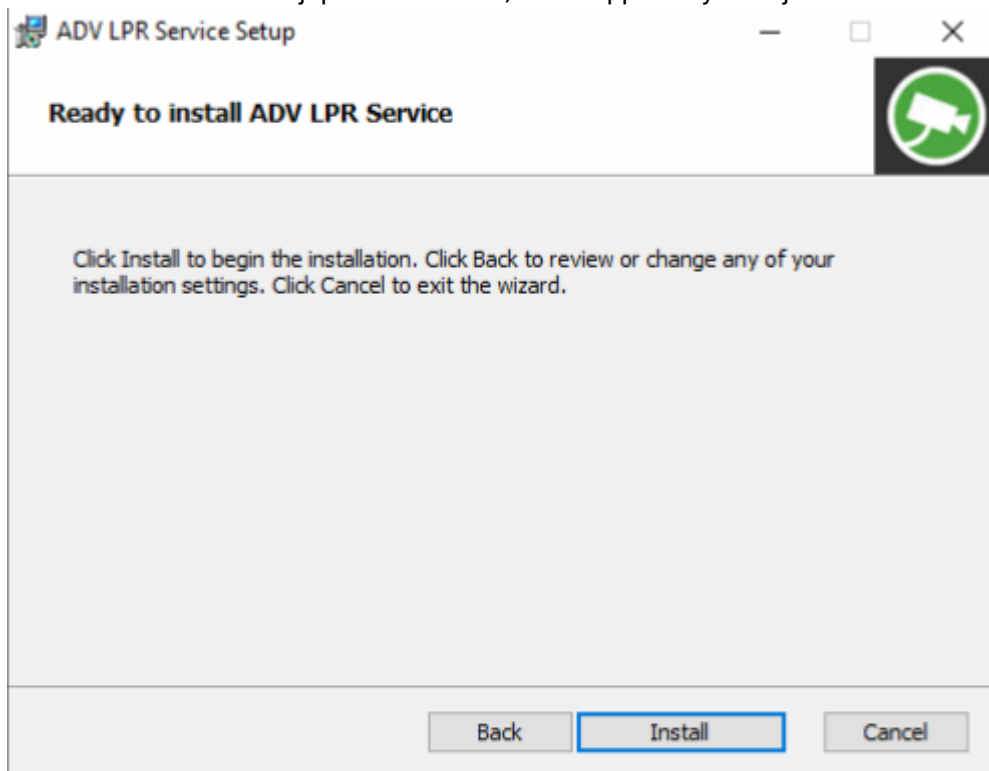 ADV LPR Service Setup
Ready to install ADV LPR Service
Click Install to begin the installation. Click Back to review or change any of your
installation settings. Click Cancel to exit the wizard.
Back Install Cancel